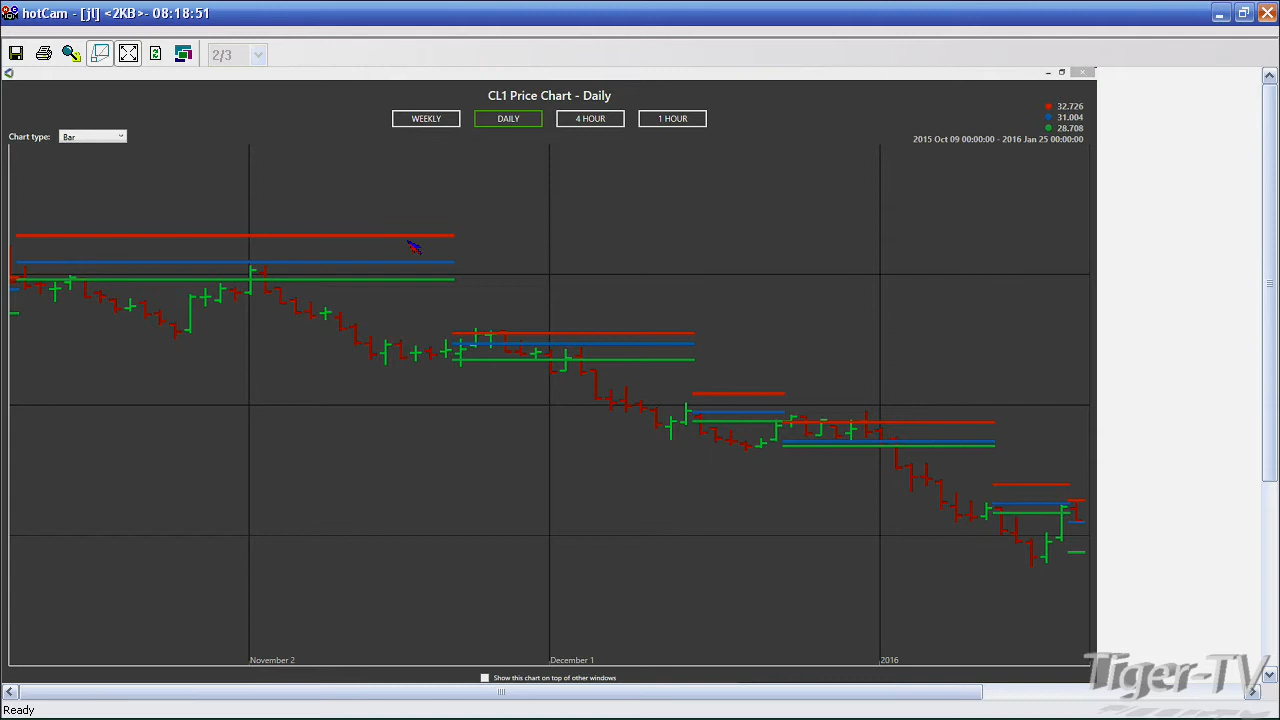 hotCam - [jl] <2KB>- 08:18:51
2/3
CL1 Price Chart - Daily
WEEKLY DAILY 4 HOUR 1 HOUR
32.726
31.004
28.708
Chart type: Bar
2015 Oct 09 00:00:00 - 2016 Jan 25 00:00:00
November 2 December 1 2016
Show this chart on top of other windows
Tiger-TV
Ready